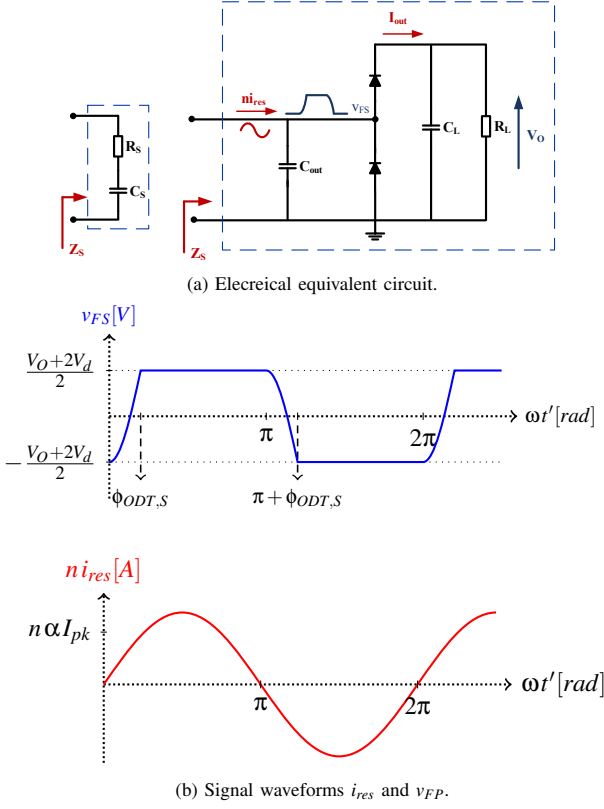 I_out
ni_res
V_FS
R_S
C_S
C_out
C_L
R_L
V_O
Z_S
Z_S
(a) Elecreical equivalent circuit.
v_FS[V]
(V_O+2V_d)/2
ωt'[rad]
π
2π
−(V_O+2V_d)/2
ϕ_ODT,S
π+ϕ_ODT,S
n i_res[A]
nαI_pk
ωt'[rad]
π
2π
(b) Signal waveforms i_res and v_FP.